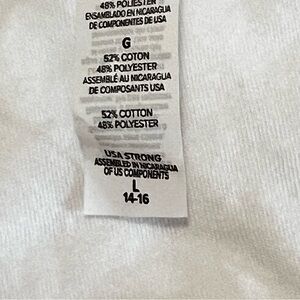 48% POLIESTER
ENSAMBLADO EN NICARAGUA
DE COMPONENTES DE USA
G
52% COTON
48% POLYESTER
ASSEMBLÉ AU NICARAGUA
DE COMPOSANTS USA
52% COTTON
48% POLYESTER
USA STRONG
ASSEMBLED IN NICARAGUA
OF US COMPONENTS
L
14-16